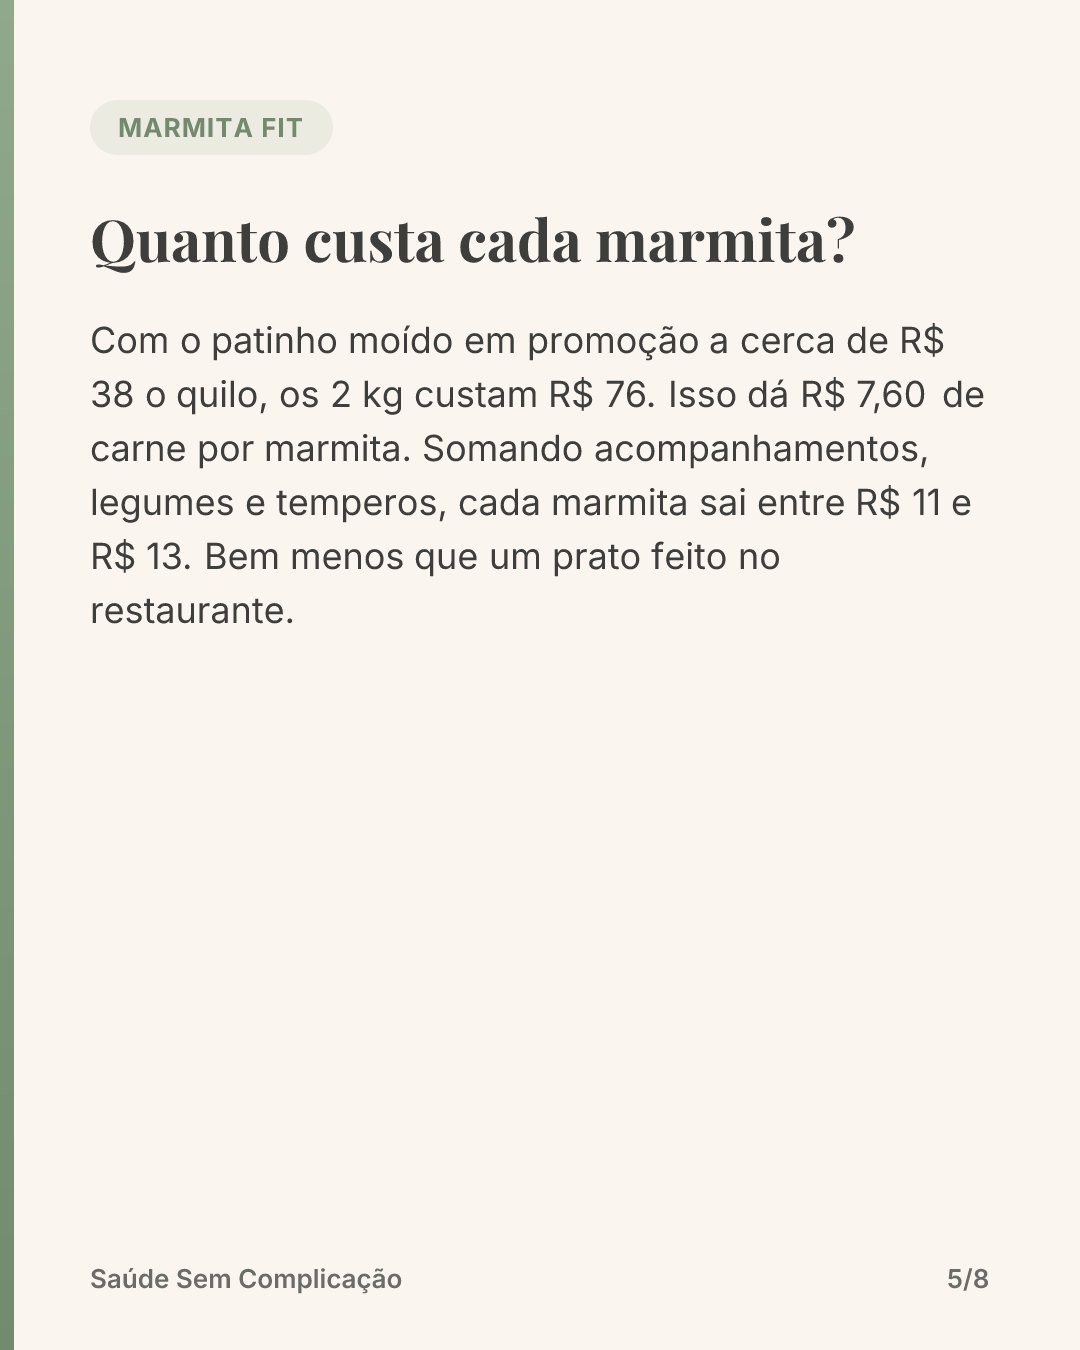 MARMITA FIT
Quanto custa cada marmita?
Com o patinho moído em promoção a cerca de R$
38 o quilo, os 2 kg custam R$ 76. Isso dá R$ 7,60 de
carne por marmita. Somando acompanhamentos,
legumes e temperos, cada marmita sai entre R$ 11 e
R$ 13. Bem menos que um prato feito no
restaurante.
Saúde Sem Complicação
5/8